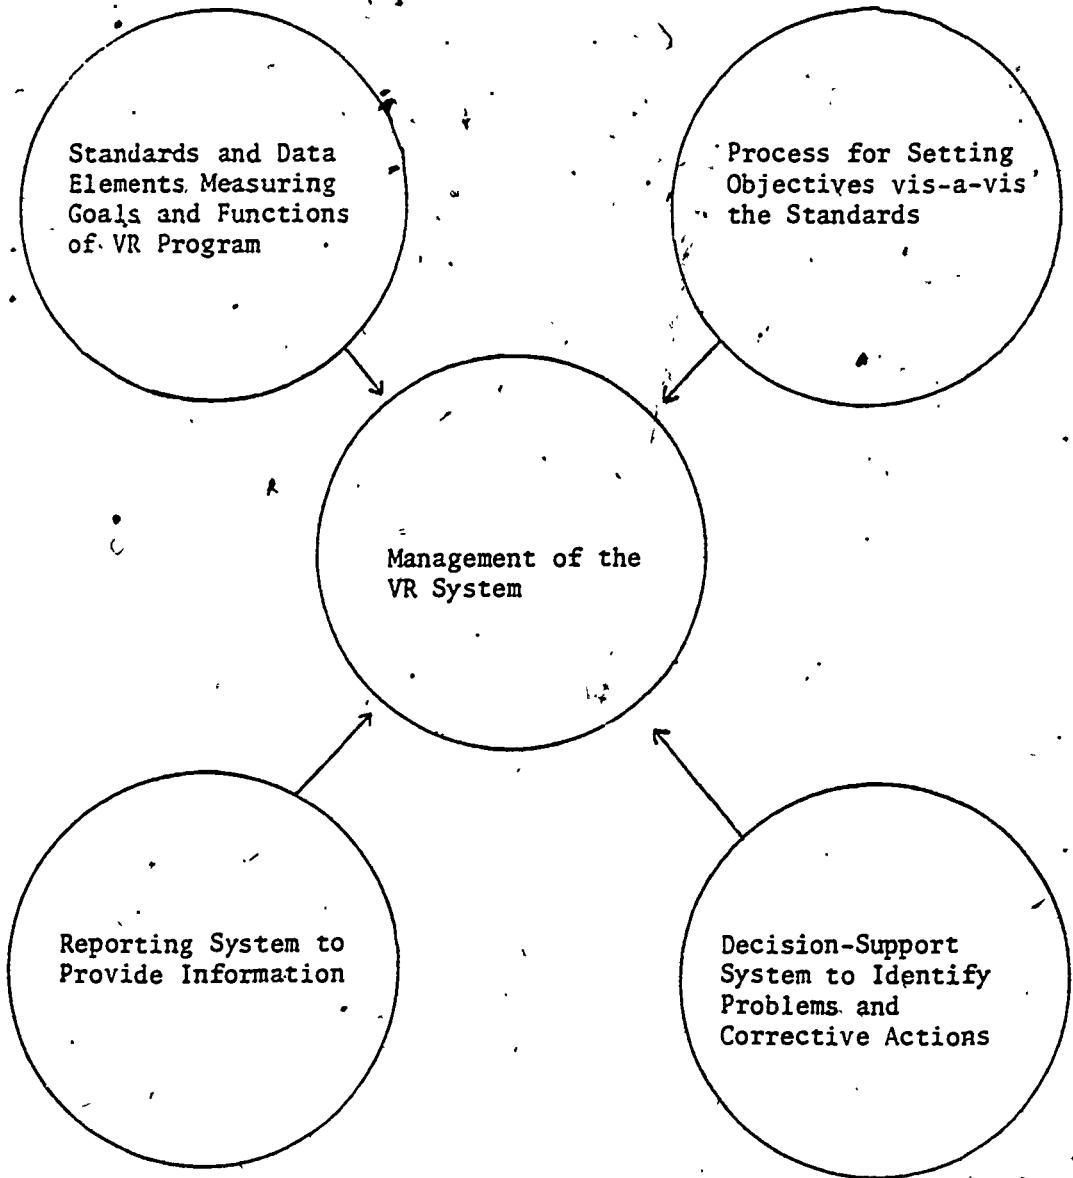 Standards and Data
Elements Measuring
Goals and Functions
of VR Program
Process for Setting
Objectives vis-a-vis
the Standards
Management of the
VR System
Reporting System to
Provide Information
Decision-Support
System to Identify
Problems and
Corrective Actions